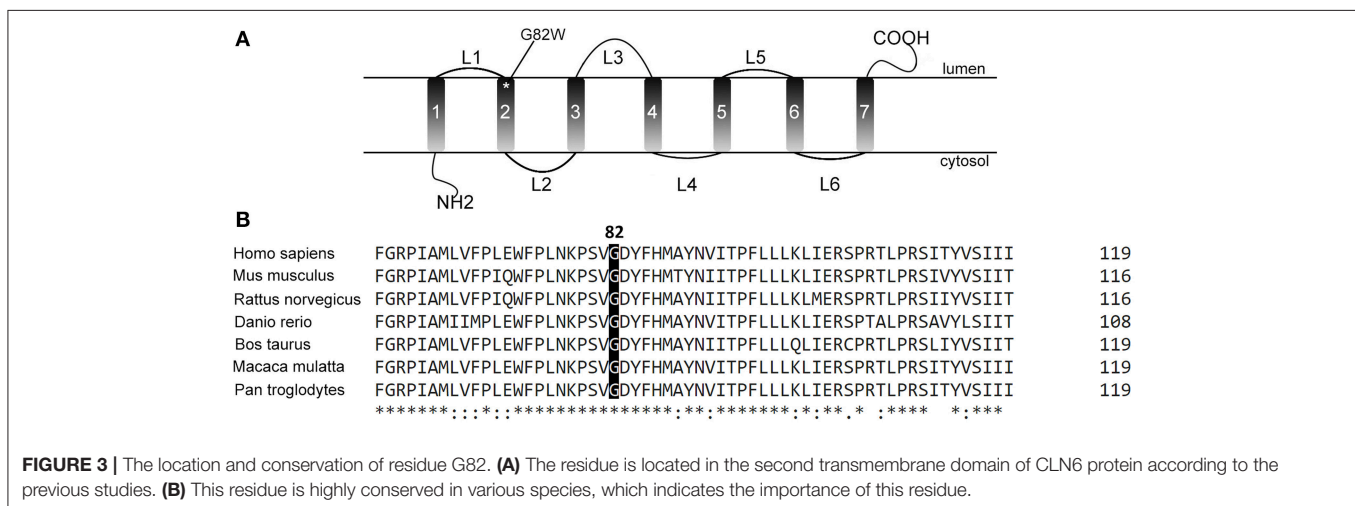 A
G82W
L1
L3
L5
COOH
lumen
*
1 2 3 4 5 6 7
cytosol
NH2
L2
L4
L6
B
82
Homo sapiens FGRPIAMLVFPLEWFPLNKPSVGDYFHMAYNVITPFLLLKLIERSPRTLPRSITYVSIII 119
Mus musculus FGRPIAMLVFPIQWFPLNKPSVGDYFHMTYNIITPFLLLKLIERSPRTLPRSIVYVSIIT 116
Rattus norvegicus FGRPIAMLVFPIQWFPLNKPSVGDYFHMAYNIITPFLLLKLMERSPRTLPRSIIYVSIIT 116
Danio rerio FGRPIAMIIMPLEWFPLNKPSVGDYFHMAYNVITPFLLLKLIERSPTALPRSAVYLSIIT 108
Bos taurus FGRPIAMLVFPLEWFPLNKPSVGDYFHMAYNIITPFLLLQLIERCPRTLPRSLIYVSIIT 119
Macaca mulatta FGRPIAMLVFPLEWFPLNKPSVGDYFHMAYNVITPFLLLKLIERSPRTLPRSITYVSIII 119
Pan troglodytes FGRPIAMLVFPLEWFPLNKPSVGDYFHMAYNVITPFLLLKLIERSPRTLPRSITYVSIII 119
*******:::*::****************:**:*******:*:**.* :**** *:***
FIGURE 3 | The location and conservation of residue G82. (A) The residue is located in the second transmembrane domain of CLN6 protein according to the
previous studies. (B) This residue is highly conserved in various species, which indicates the importance of this residue.